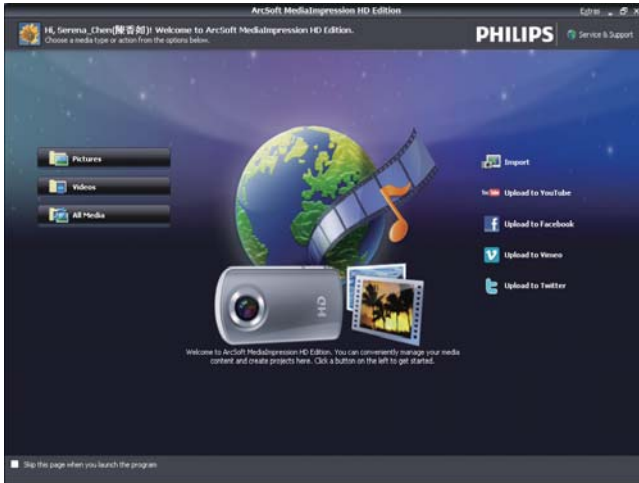 ArcSoft MediaImpression HD Edition
Extras
Hi, Serena_Chen(陳香如)! Welcome to ArcSoft MediaImpression HD Edition.
Choose a media type or action from the options below.
PHILIPS
Service & Support
Pictures
Videos
All Media
Import
You Tube
Upload to YouTube
Upload to Facebook
Upload to Vimeo
Upload to Twitter
HD
Welcome to ArcSoft MediaImpression HD Edition. You can conveniently manage your media
content and create projects here. Click a button on the left to get started.
Skip this page when you launch the program